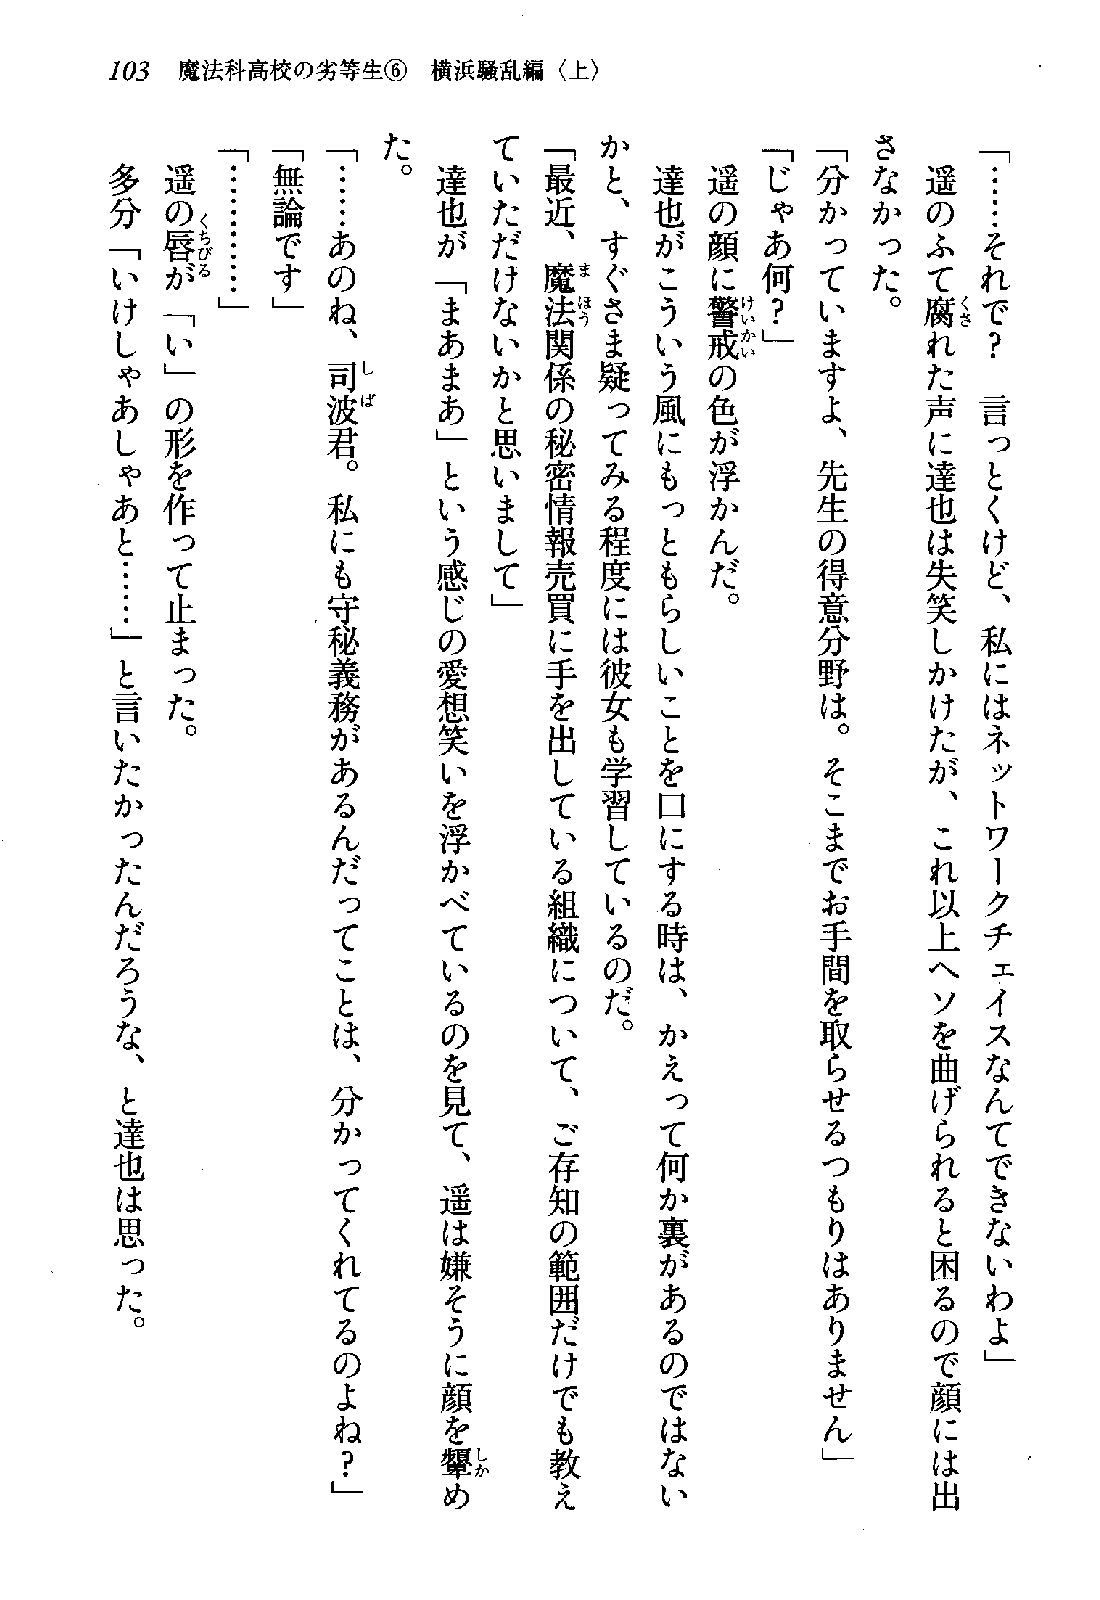 103　魔法科高校の劣等生⑥　横浜騒乱編〈上〉
「……それで？　言っとくけど、私にはネットワークチェイスなんてできないわよ」
　遥のふて腐れた声に達也は失笑しかけたが、これ以上ヘソを曲げられると困るので顔には出
さなかった。
「分かっていますよ、先生の得意分野は。そこまでお手間を取らせるつもりはありません」
「じゃあ何？」
　遥の顔に警戒の色が浮かんだ。
　達也がこういう風にもっともらしいことを口にする時は、かえって何か裏があるのではない
かと、すぐさま疑ってみる程度には彼女も学習しているのだ。
「最近、魔法関係の秘密情報売買に手を出している組織について、ご存知の範囲だけでも教え
ていただけないかと思いまして」
　達也が「まあまあ」という感じの愛想笑いを浮かべているのを見て、遥は嫌そうに顔を顰め
た。
「……あのね、司波君。私にも守秘義務があるんだってことは、分かってくれてるのよね？」
「無論です」
「…………」
　遥の唇が「い」の形を作って止まった。
　多分「いけしゃあしゃあと……」と言いたかったんだろうな、と達也は思った。